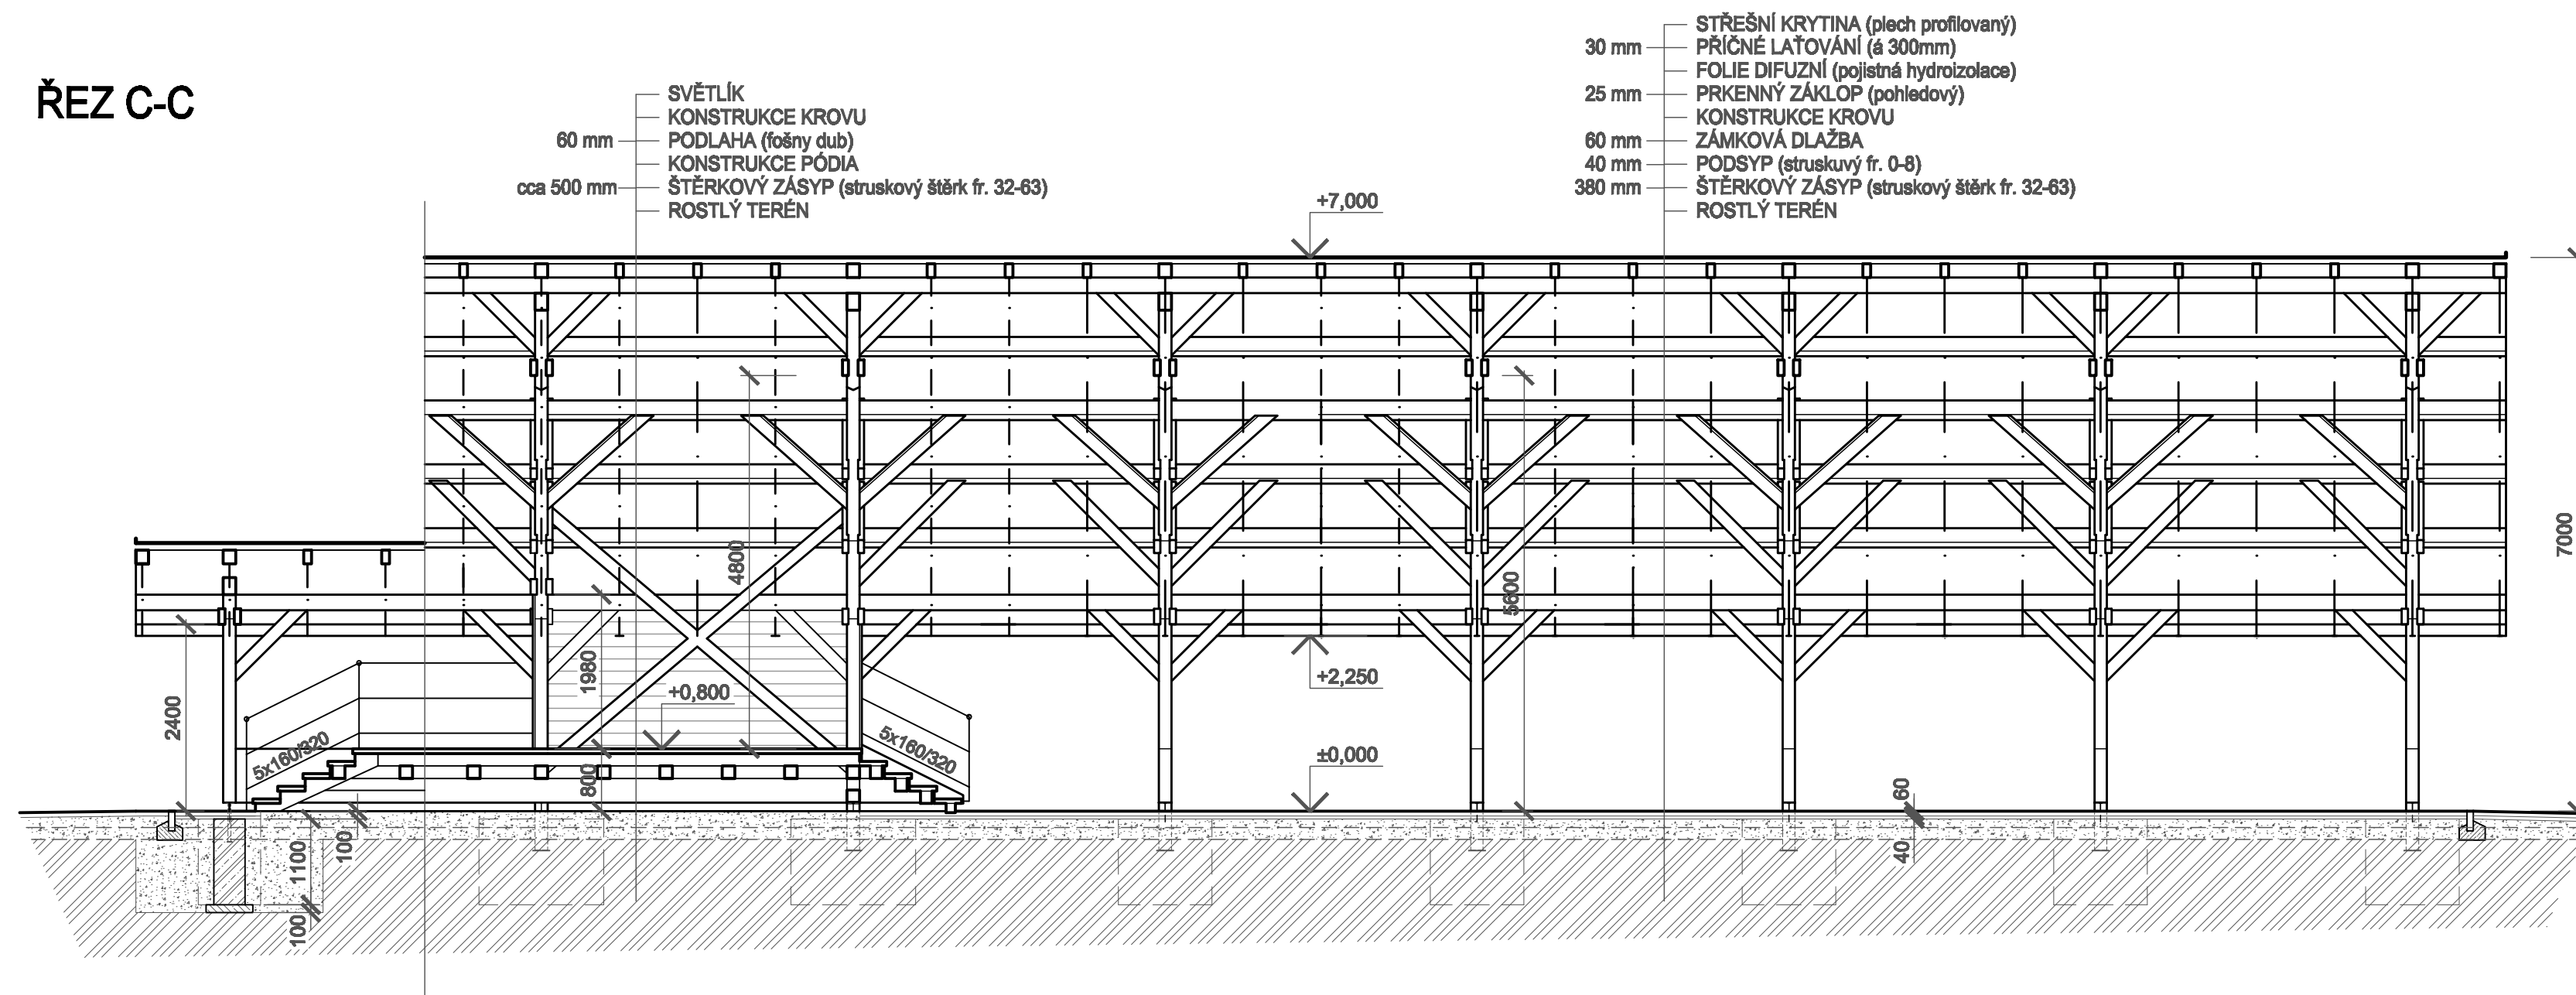 ŘEZ C-C
SVĚTLÍK
KONSTRUKCE KROVU
60 mm PODLAHA (fošny dub)
KONSTRUKCE PÓDIA
cca 500 mm ŠTĚRKOVÝ ZÁSYP (struskový štěrk fr. 32-63)
ROSTLÝ TERÉN
STŘEŠNÍ KRYTINA (plech profilovaný)
30 mm PŘÍČNÉ LAŤOVÁNÍ (á 300mm)
FOLIE DIFUZNÍ (pojistná hydroizolace)
25 mm PRKENNÝ ZÁKLOP (pohledový)
KONSTRUKCE KROVU
60 mm ZÁMKOVÁ DLAŽBA
40 mm PODSYP (struskuvý fr. 0-8)
380 mm ŠTĚRKOVÝ ZÁSYP (struskový štěrk fr. 32-63)
ROSTLÝ TERÉN
+7,000
7000
4800
5600
1980
+2,250
+0,800
2400
5x160/320
5x160/320
±0,000
800
60
40
100
1100
100